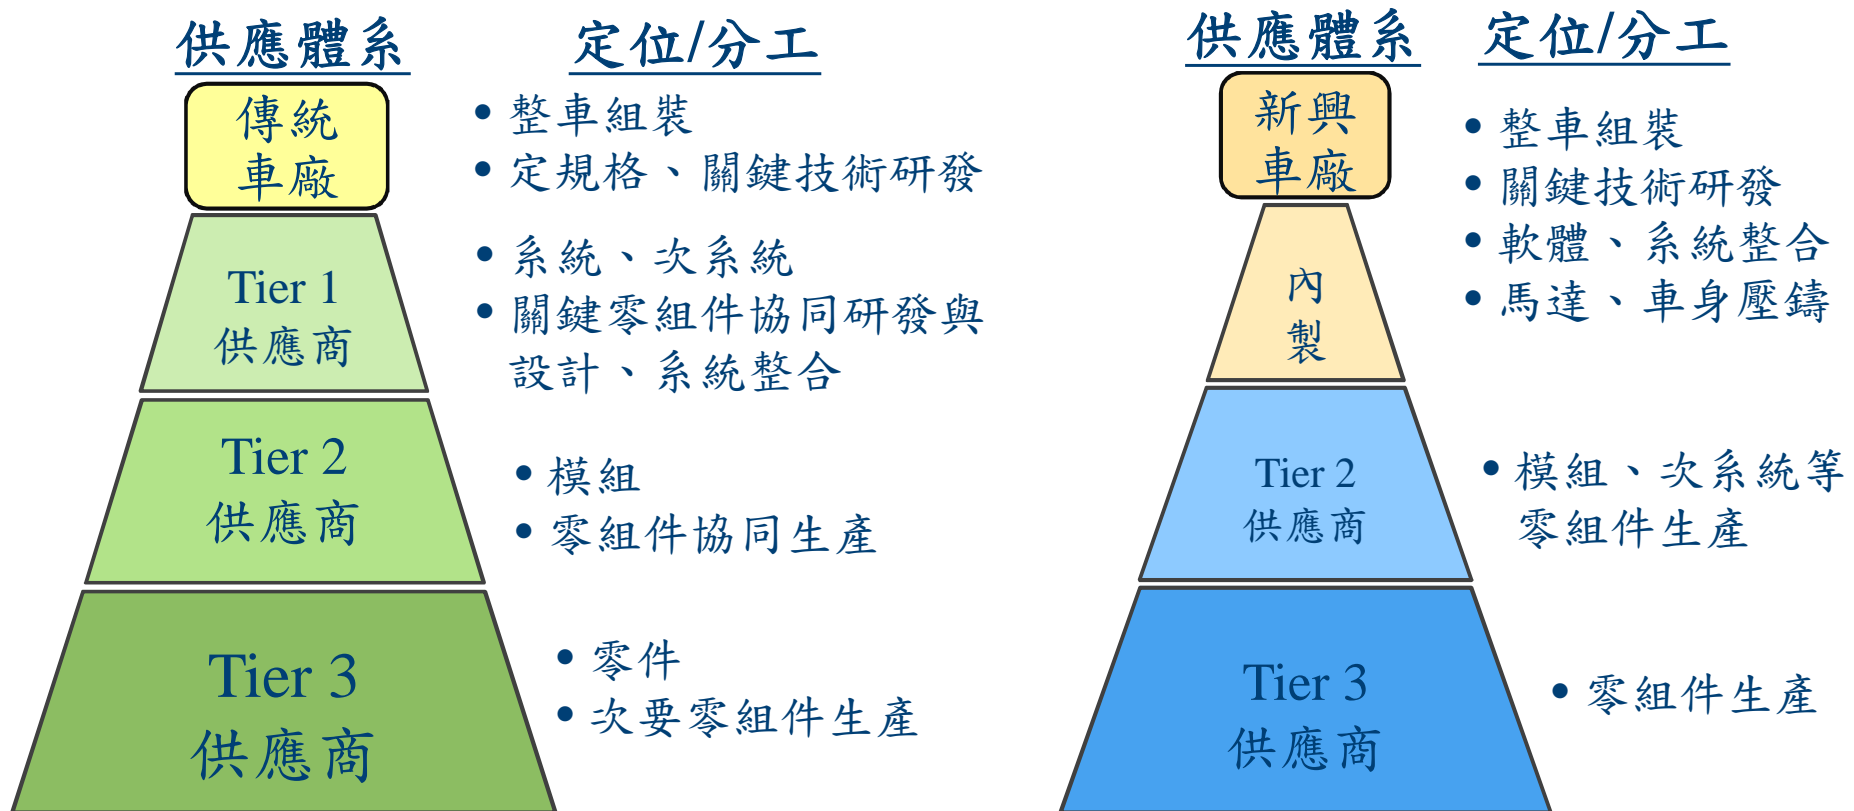 供應體系
定位/分工
傳統
車廠
• 整車組裝
• 定規格、關鍵技術研發
Tier 1
供應商
• 系統、次系統
• 關鍵零組件協同研發與
設計、系統整合
Tier 2
供應商
• 模組
• 零組件協同生產
Tier 3
供應商
• 零件
• 次要零組件生產
供應體系
定位/分工
新興
車廠
• 整車組裝
• 關鍵技術研發
• 軟體、系統整合
• 馬達、車身壓鑄
內
製
Tier 2
供應商
• 模組、次系統等
零組件生產
Tier 3
供應商
• 零組件生產